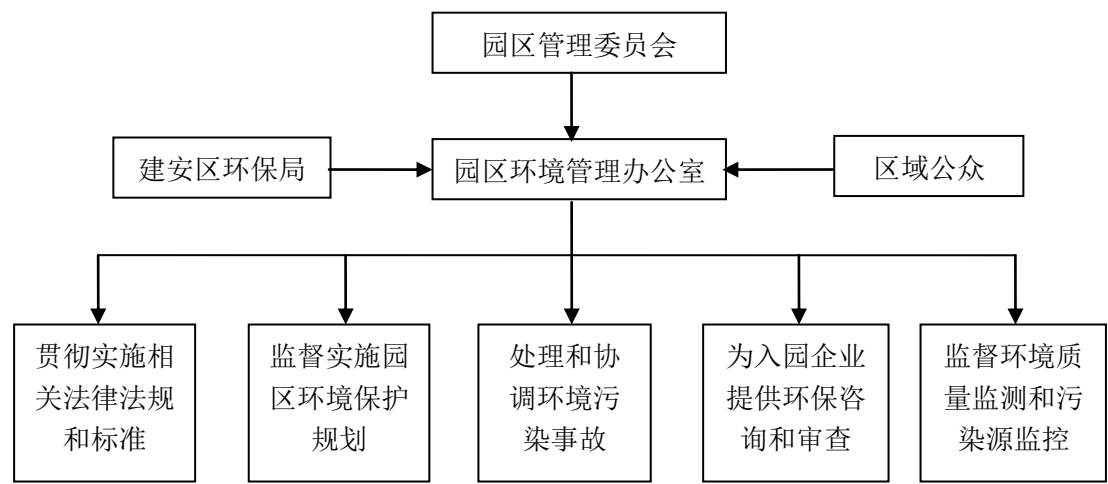 园区管理委员会
建安区环保局
园区环境管理办公室
区域公众
贯彻实施相
关法律法规
和标准
监督实施园
区环境保护
规划
处理和协
调环境污
染事故
为入园企业
提供环保咨
询和审查
监督环境质
量监测和污
染源监控